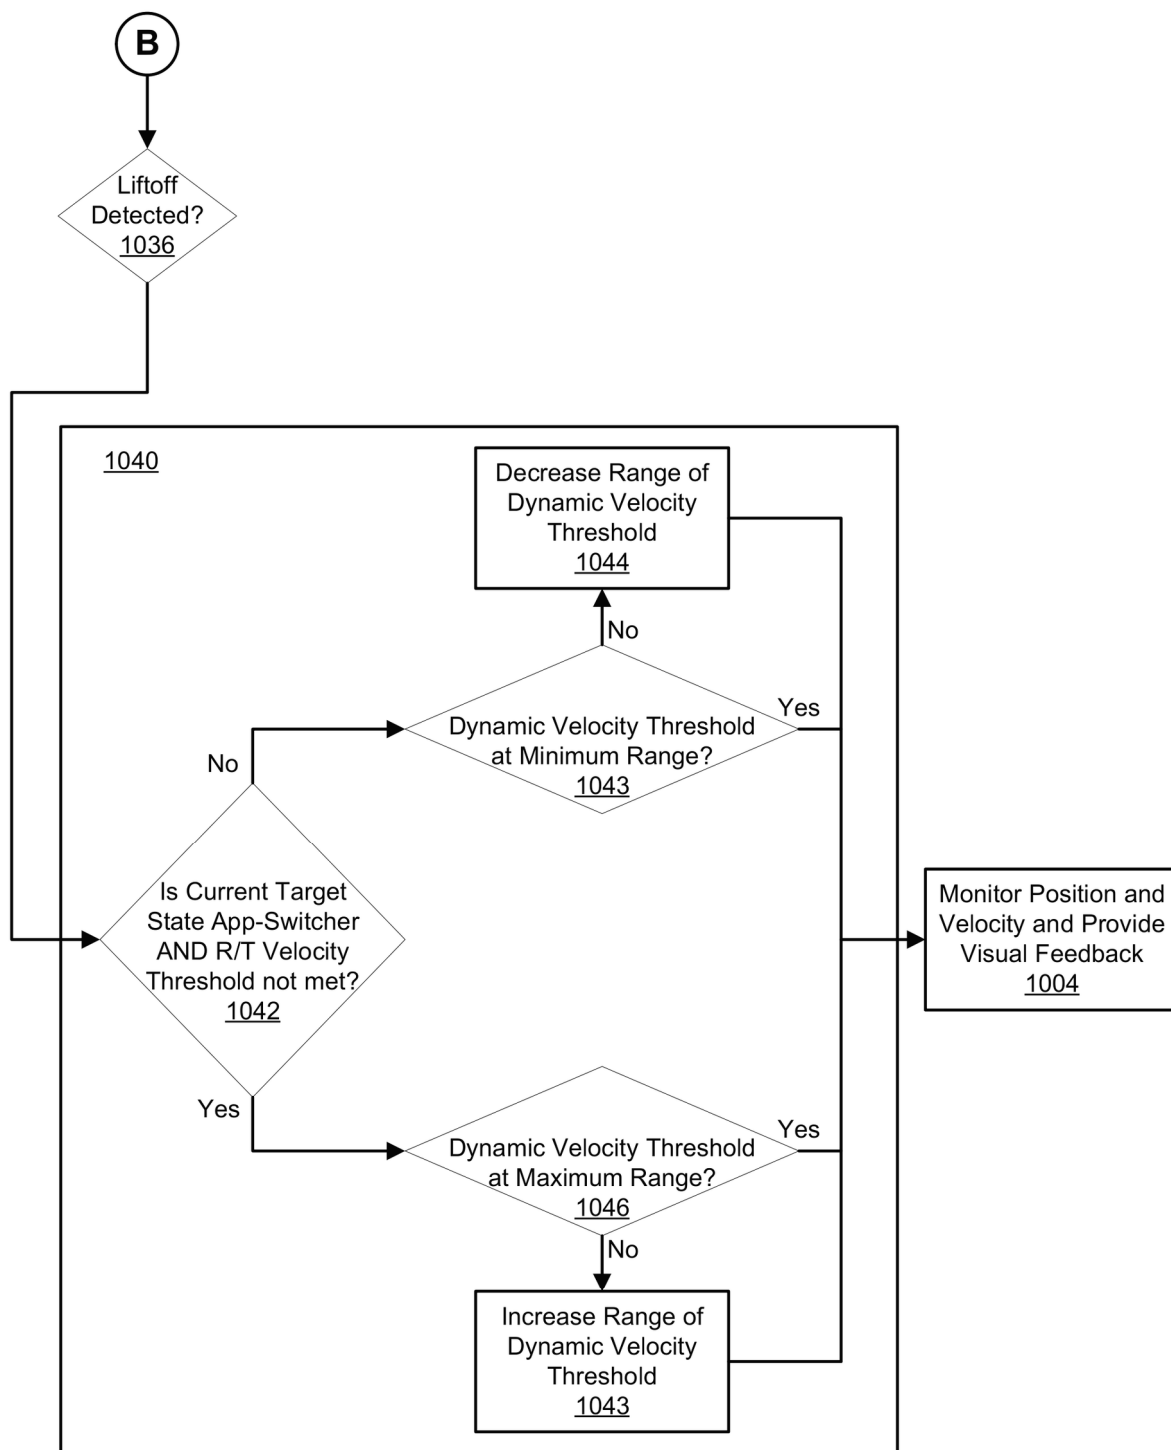 B
Liftoff
Detected?
1036
1040
Decrease Range of
Dynamic Velocity
Threshold
1044
No
Dynamic Velocity Threshold
at Minimum Range?
1043
Yes
No
Is Current Target
State App-Switcher
AND R/T Velocity
Threshold not met?
1042
Yes
Monitor Position and
Velocity and Provide
Visual Feedback
1004
Dynamic Velocity Threshold
at Maximum Range?
1046
Yes
No
Increase Range of
Dynamic Velocity
Threshold
1043